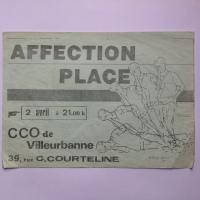 AFFECTION
PLACE
2 avril à 21.00 h
CCO de
Villeurbanne
39, rue G.COURTELINE